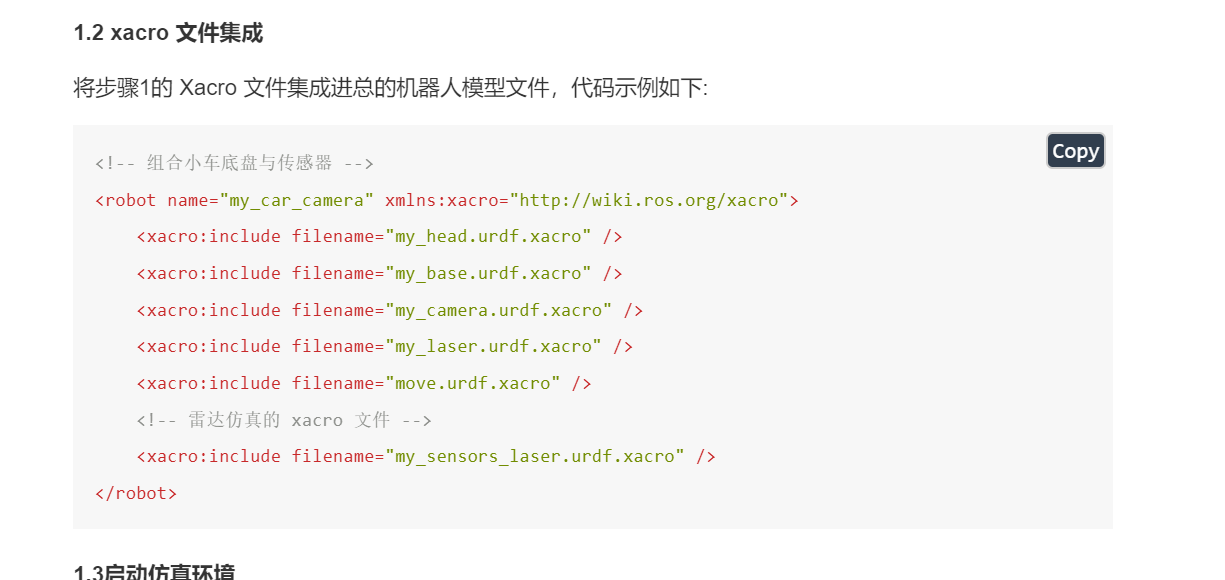 1.2 xacro 文件集成
将步骤1的 Xacro 文件集成进总的机器人模型文件，代码示例如下:
Copy
<!-- 组合小车底盘与传感器 -->
<robot name="my_car_camera" xmlns:xacro="http://wiki.ros.org/xacro">
    <xacro:include filename="my_head.urdf.xacro" />
    <xacro:include filename="my_base.urdf.xacro" />
    <xacro:include filename="my_camera.urdf.xacro" />
    <xacro:include filename="my_laser.urdf.xacro" />
    <xacro:include filename="move.urdf.xacro" />
    <!-- 雷达仿真的 xacro 文件 -->
    <xacro:include filename="my_sensors_laser.urdf.xacro" />
</robot>
1.3启动仿真环境